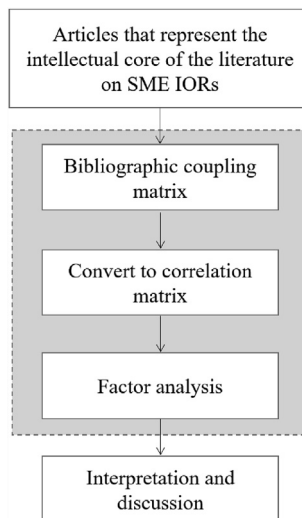 Articles that represent the
intellectual core of the literature
on SME IORs
Bibliographic coupling
matrix
Convert to correlation
matrix
Factor analysis
Interpretation and
discussion